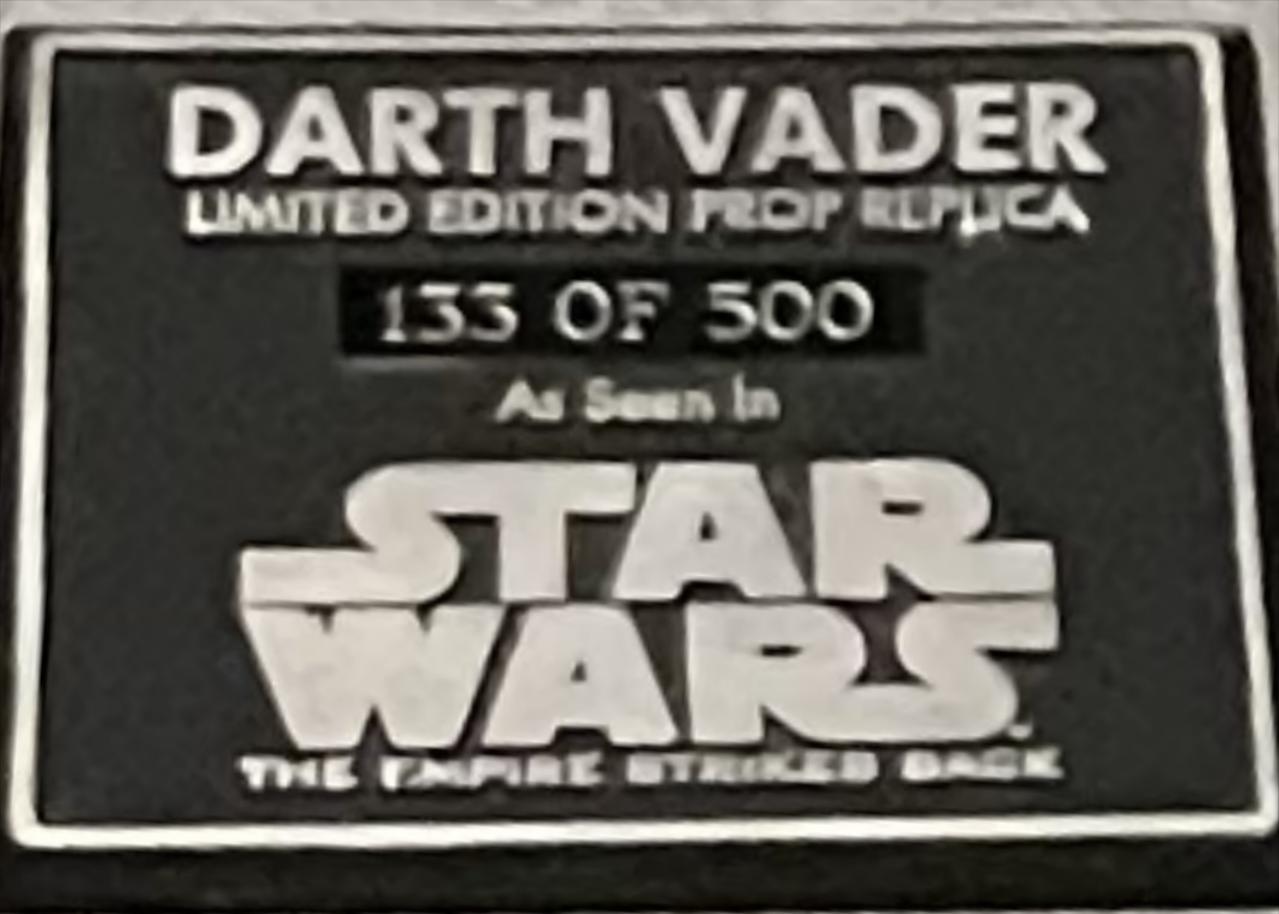 DARTH VADER
LIMITED EDITION PROP REPLICA
133 OF 500
As Seen In
STAR
WARS
THE EMPIRE STRIKES BACK